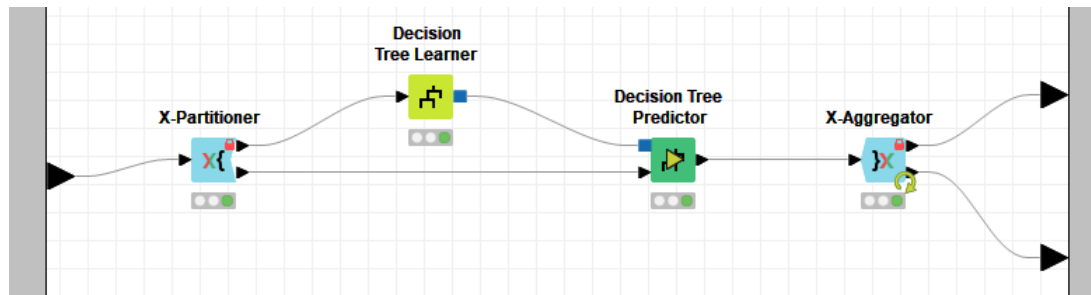 Decision
Tree Learner
X-Partitioner
X{
Decision Tree
Predictor
X-Aggregator
}X